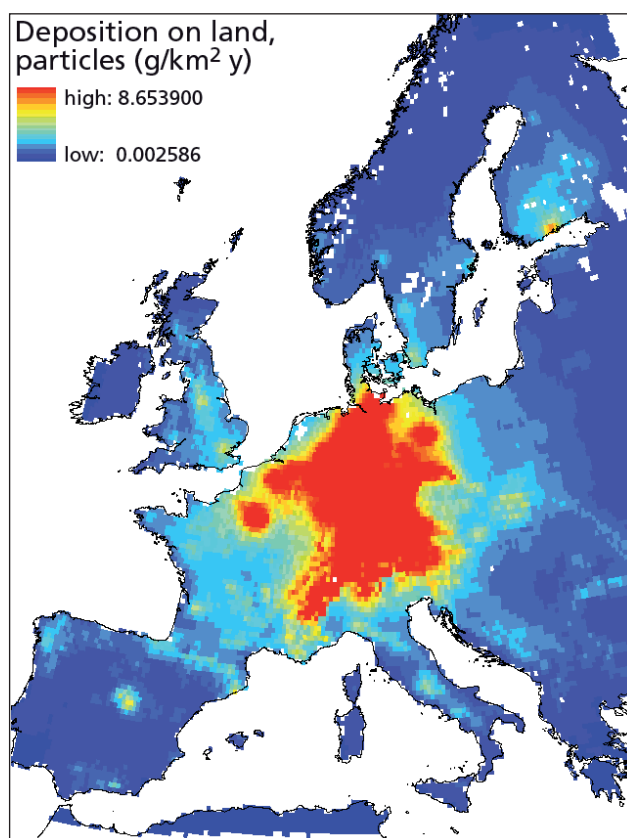 Deposition on land,
particles (g/km² y)
high: 8.653900
low: 0.002586